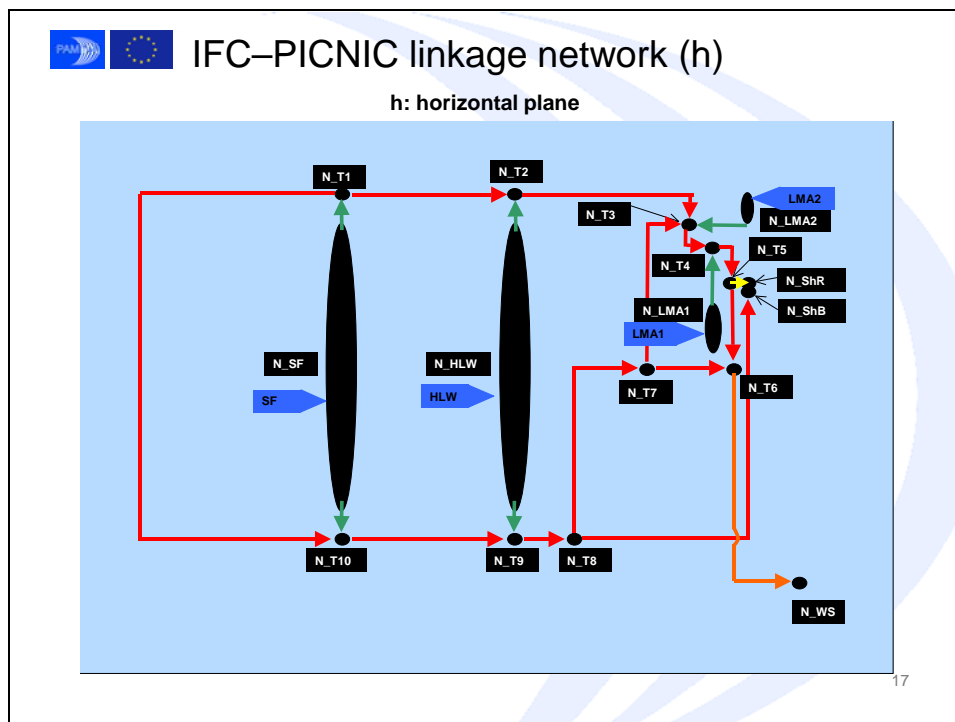 PAM
IFC–PICNIC linkage network (h)
h: horizontal plane
N_T1
N_T2
N_T3
LMA2
N_LMA2
N_T4
N_T5
N_ShR
N_ShB
N_LMA1
LMA1
N_SF
N_HLW
SF
HLW
N_T7
N_T6
N_T10
N_T9
N_T8
N_WS
17